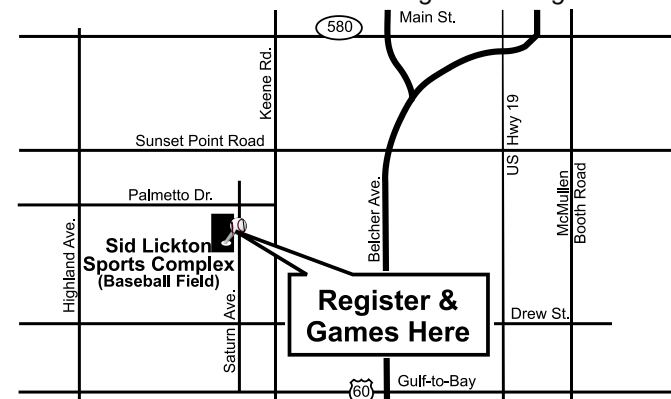 580
Main St.
Keene Rd.
US Hwy 19
Sunset Point Road
Palmetto Dr.
McMullen
Booth Road
Belcher Ave.
Highland Ave.
Sid Lickton
Sports Complex
(Baseball Field)
Saturn Ave.
Register &
Games Here
Drew St.
60
Gulf-to-Bay